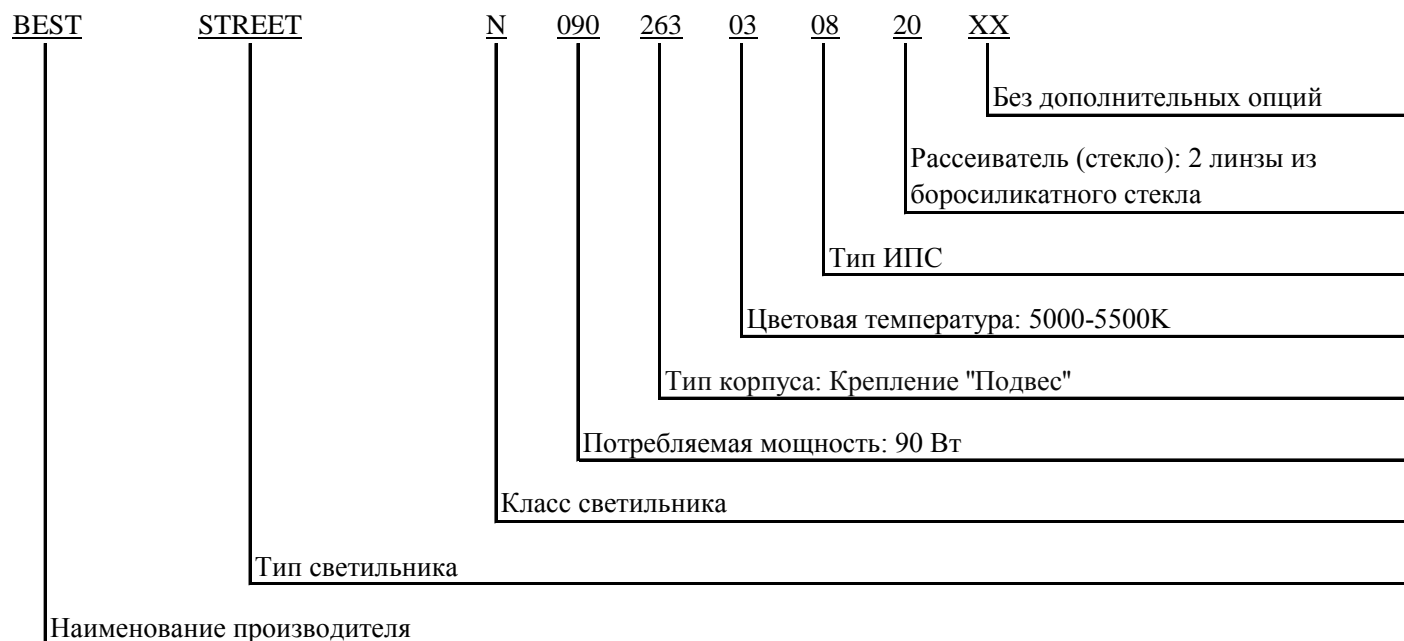 BEST STREET N 090 263 03 08 20 XX
Без дополнительных опций
Рассеиватель (стекло): 2 линзы из
боросиликатного стекла
Тип ИПС
Цветовая температура: 5000-5500K
Тип корпуса: Крепление "Подвес"
Потребляемая мощность: 90 Вт
Класс светильника
Тип светильника
Наименование производителя